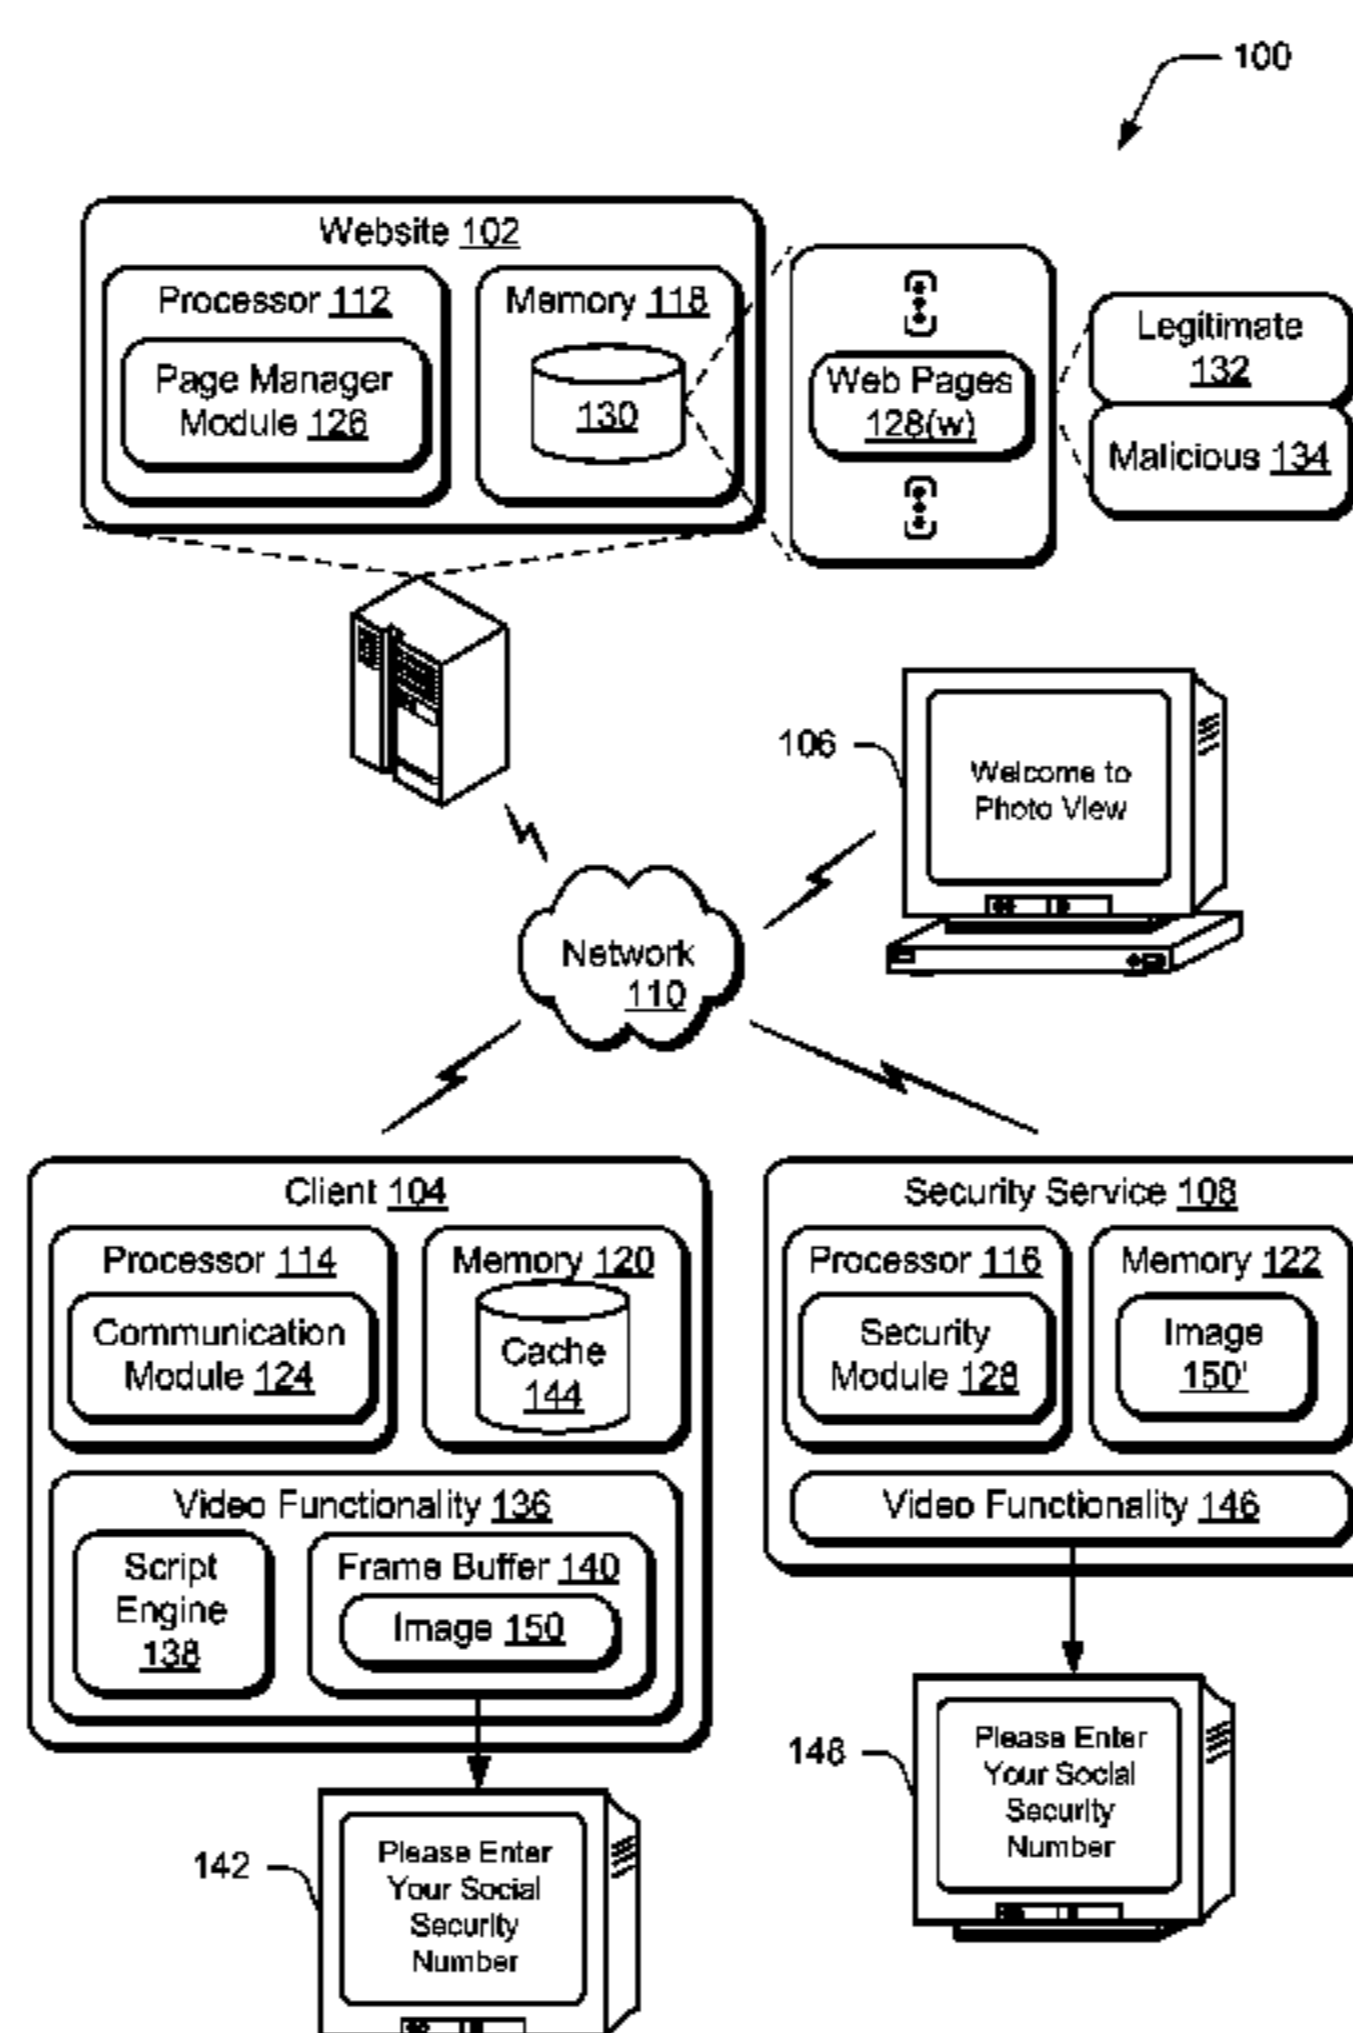 100
Website 102
Processor 112
Page Manager
Module 126
Memory 118
130
Web Pages
128(w)
Legitimate
132
Malicious 134
106
Welcome to
Photo View
Network
110
Client 104
Processor 114
Communication
Module 124
Memory 120
Cache
144
Video Functionality 136
Script
Engine
138
Frame Buffer 140
Image 150
142
Please Enter
Your Social
Security
Number
Security Service 108
Processor 116
Security
Module 128
Memory 122
Image
150'
Video Functionality 146
148
Please Enter
Your Social
Security
Number